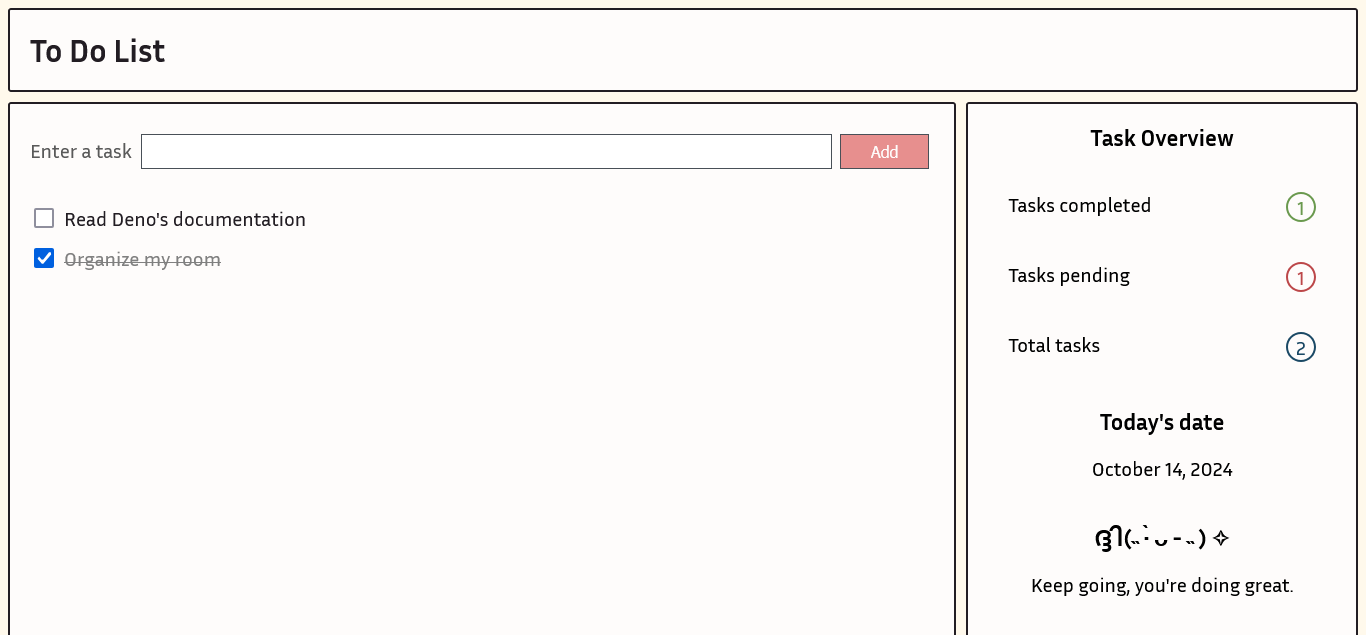 To Do List
Enter a task
Add
Read Deno's documentation
Organize my room
Task Overview
Tasks completed
1
Tasks pending
1
Total tasks
2
Today's date
October 14, 2024
ദ്ദി(˵ •̀ ᴗ - ˵ ) ✧
Keep going, you're doing great.